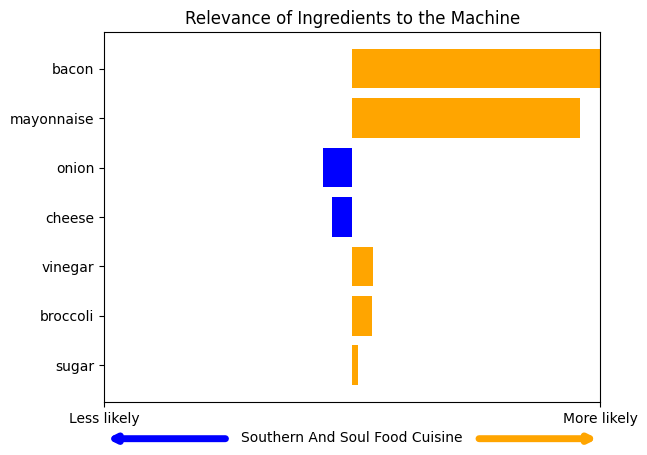 Relevance of Ingredients to the Machine
bacon
mayonnaise
onion
cheese
vinegar
broccoli
sugar
Less likely
More likely
Southern And Soul Food Cuisine